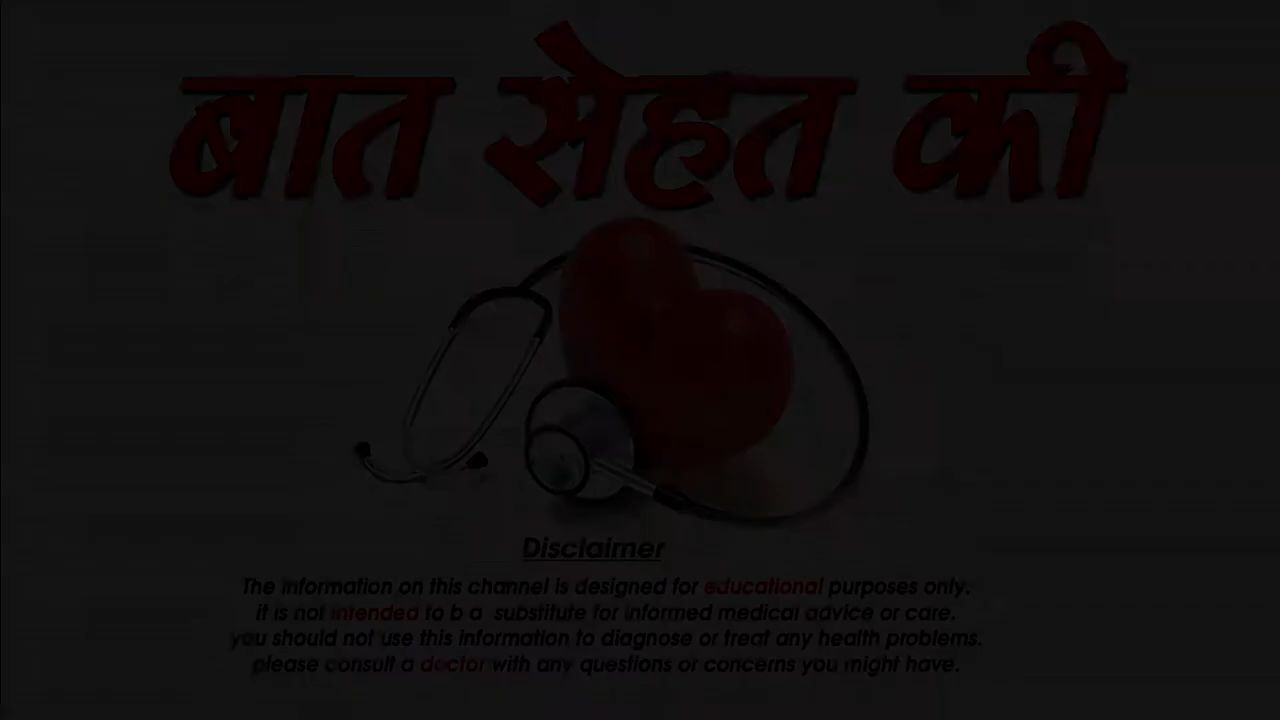 बात सेहत की
Disclaimer
The information on this channel is designed for educational purposes only.
it is not intended to b a substitute for informed medical advice or care.
you should not use this information to diagnose or treat any health problems.
please consult a doctor with any questions or concerns you might have.